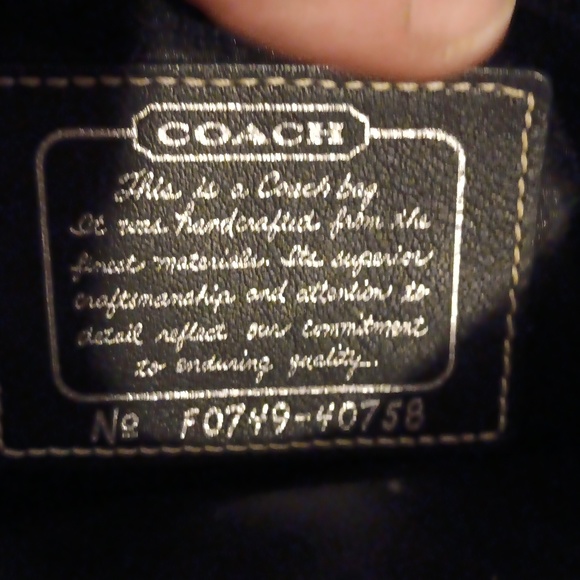 COACH
This is a Coach bag
It was handcrafted from the
finest materials. Its superior
craftsmanship and attention to
detail reflect our commitment
to enduring quality.
No F0749-40758